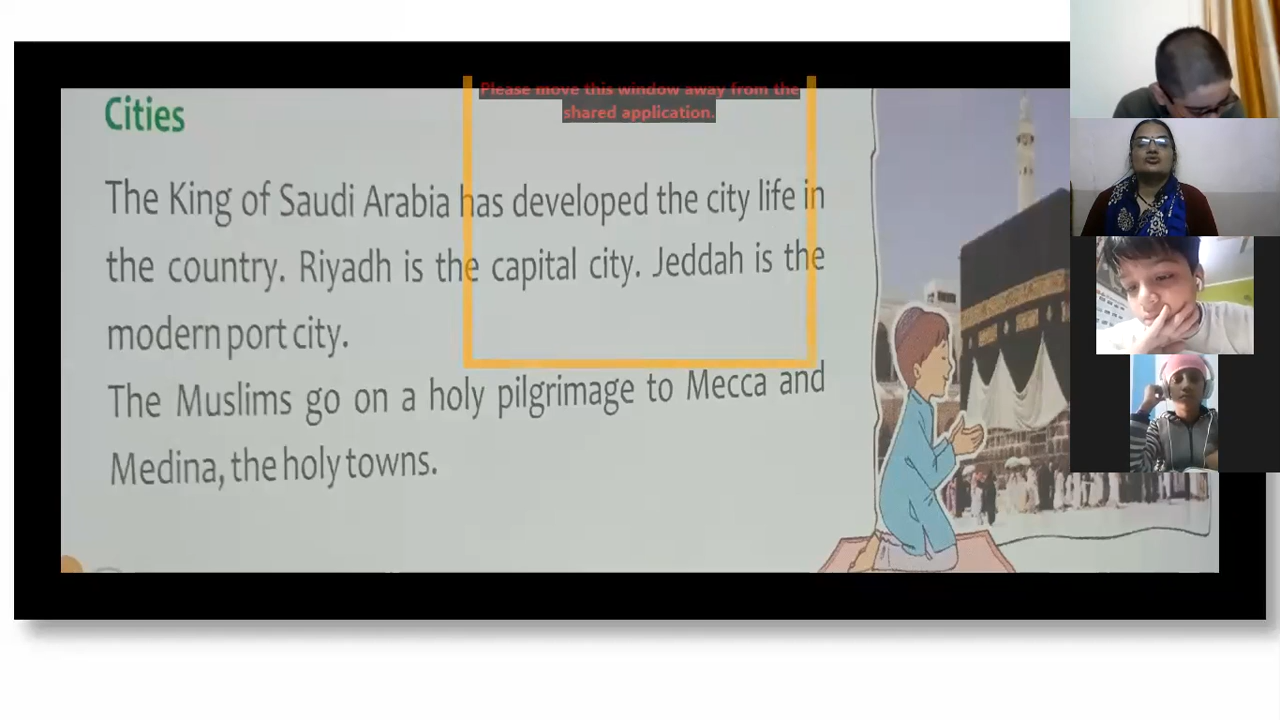 Please move this window away from the
shared application.
Cities
The King of Saudi Arabia has developed the city life in
the country. Riyadh is the capital city. Jeddah is the
modern port city.
The Muslims go on a holy pilgrimage to Mecca and
Medina, the holy towns.